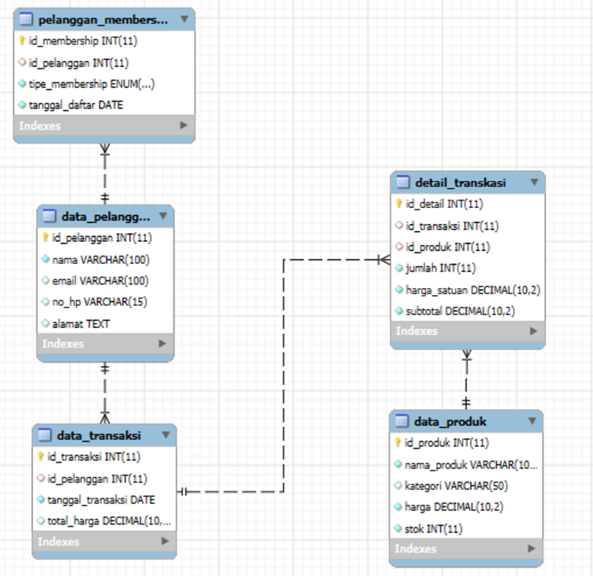 pelanggan_members...
id_membership INT(11)
id_pelanggan INT(11)
tipe_membership ENUM(...)
tanggal_daftar DATE
Indexes
data_pelangg...
id_pelanggan INT(11)
nama VARCHAR(100)
email VARCHAR(100)
no_hp VARCHAR(15)
alamat TEXT
Indexes
data_transaksi
id_transaksi INT(11)
id_pelanggan INT(11)
tanggal_transaksi DATE
total_harga DECIMAL(10,...
Indexes
detail_transkasi
id_detail INT(11)
id_transaksi INT(11)
id_produk INT(11)
jumlah INT(11)
harga_satuan DECIMAL(10,2)
subtotal DECIMAL(10,2)
Indexes
data_produk
id_produk INT(11)
nama_produk VARCHAR(10...
kategori VARCHAR(50)
harga DECIMAL(10,2)
stok INT(11)
Indexes